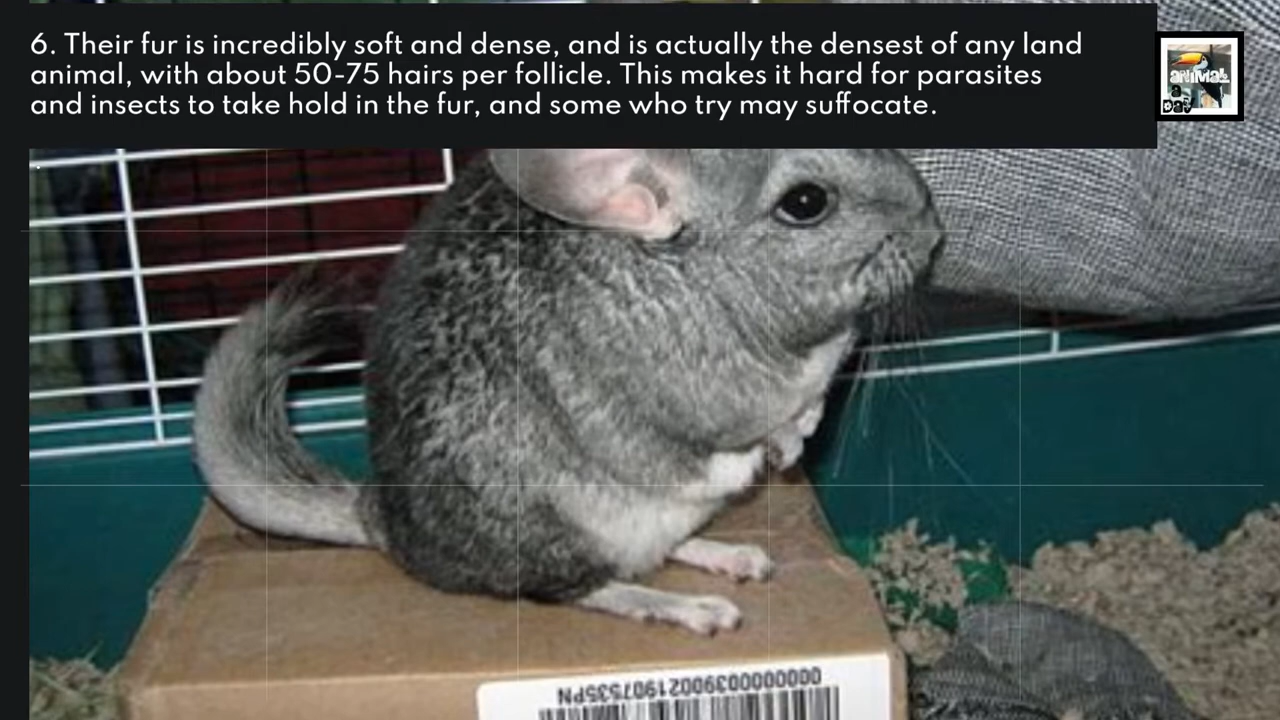 6. Their fur is incredibly soft and dense, and is actually the densest of any land
animal, with about 50-75 hairs per follicle. This makes it hard for parasites
and insects to take hold in the fur, and some who try may suffocate.
ANIMAL
a
DAY